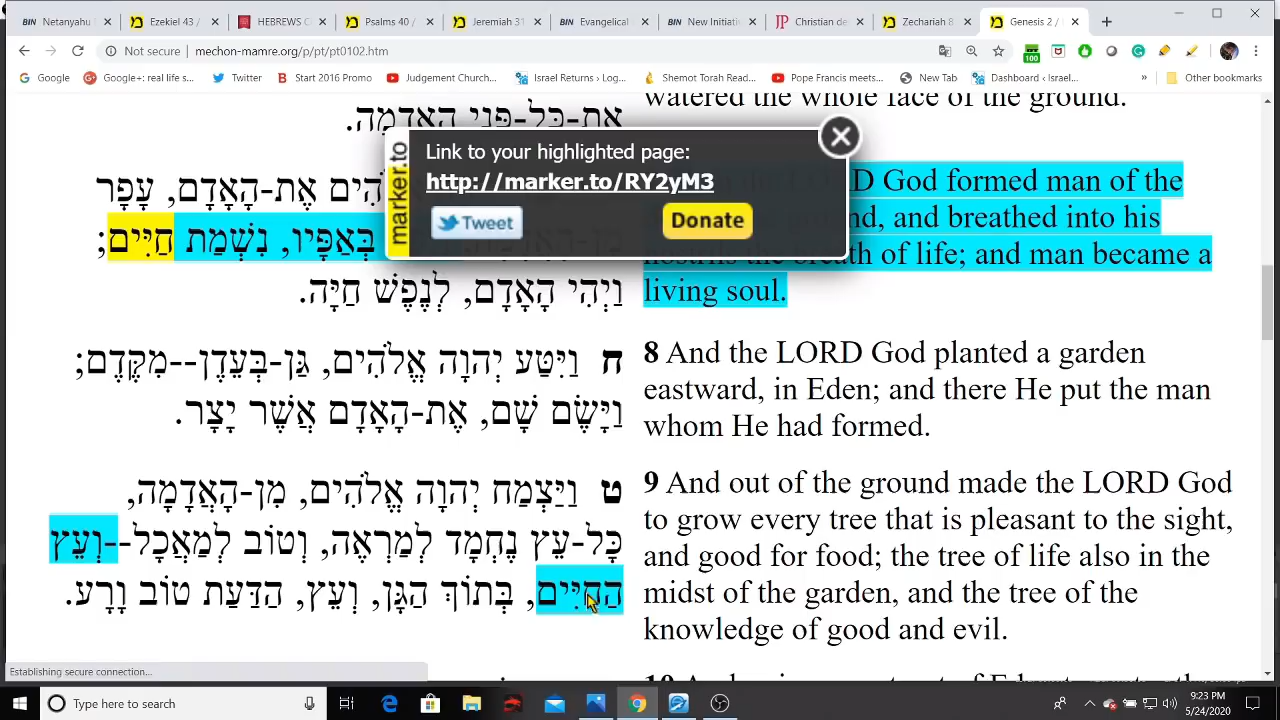 Netanyahu
Ezekiel 43 /
HEBREWS C
Psalms 40 /
Jeremiah 31
Evangelical
New Initiati
Christian de
Zechariah 8
Genesis 2 /
Not secure | mechon-mamre.org/p/pt/pt0102.htm
100
Google
Google+: real life s...
Twitter
Start 2016 Promo
Judgement Church...
Israel Returns › Log...
Shemot Torah Read...
Pope Francis meets...
New Tab
Dashboard ‹ Israel...
»
Other bookmarks
אֶת-כָּל-פְּנֵי הָאֲדָמָה.
watered the whole face of the ground.
אֶת-הָאָדָם, עָפָר
בְּאַפָּיו, נִשְׁמַת חַיִּים;
וַיְהִי הָאָדָם, לְנֶפֶשׁ חַיָּה.
God formed man of the
and breathed into his
of life; and man became a
living soul.
marker.to
Link to your highlighted page:
http://marker.to/RY2yM3
Tweet
Donate
ח וַיִּטַּע יְהוָה אֱלֹהִים, גַּן-בְּעֵדֶן--מִקֶּדֶם;
וַיָּשֶׂם שָׁם, אֶת-הָאָדָם אֲשֶׁר יָצָר.
8 And the LORD God planted a garden
eastward, in Eden; and there He put the man
whom He had formed.
ט וַיַּצְמַח יְהוָה אֱלֹהִים, מִן-הָאֲדָמָה,
כָּל-עֵץ נֶחְמָד לְמַרְאֶה, וְטוֹב לְמַאֲכָל--וְעֵץ
הַחַיִּים, בְּתוֹךְ הַגָּן, וְעֵץ, הַדַּעַת טוֹב וָרָע.
9 And out of the ground made the LORD God
to grow every tree that is pleasant to the sight,
and good for food; the tree of life also in the
midst of the garden, and the tree of the
knowledge of good and evil.
Establishing secure connection...
Type here to search
9:23 PM
5/24/2020